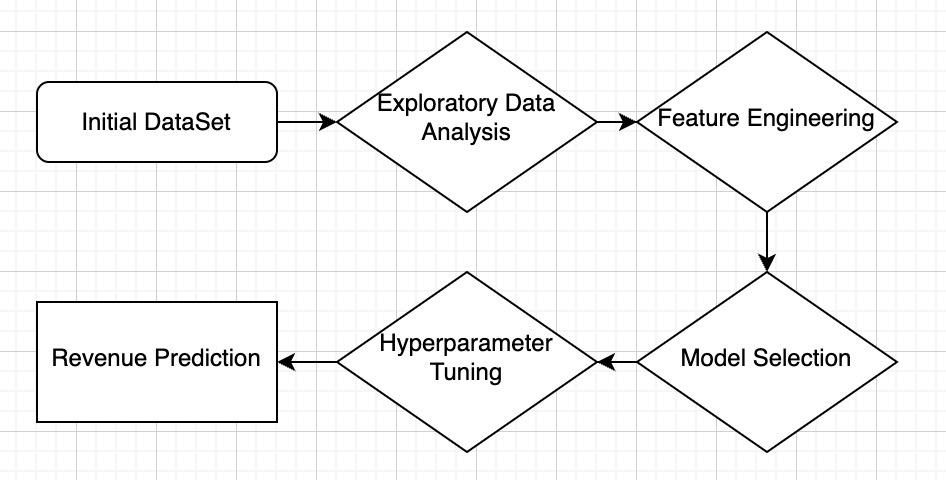 Initial DataSet
Exploratory Data
Analysis
Feature Engineering
Revenue Prediction
Hyperparameter
Tuning
Model Selection